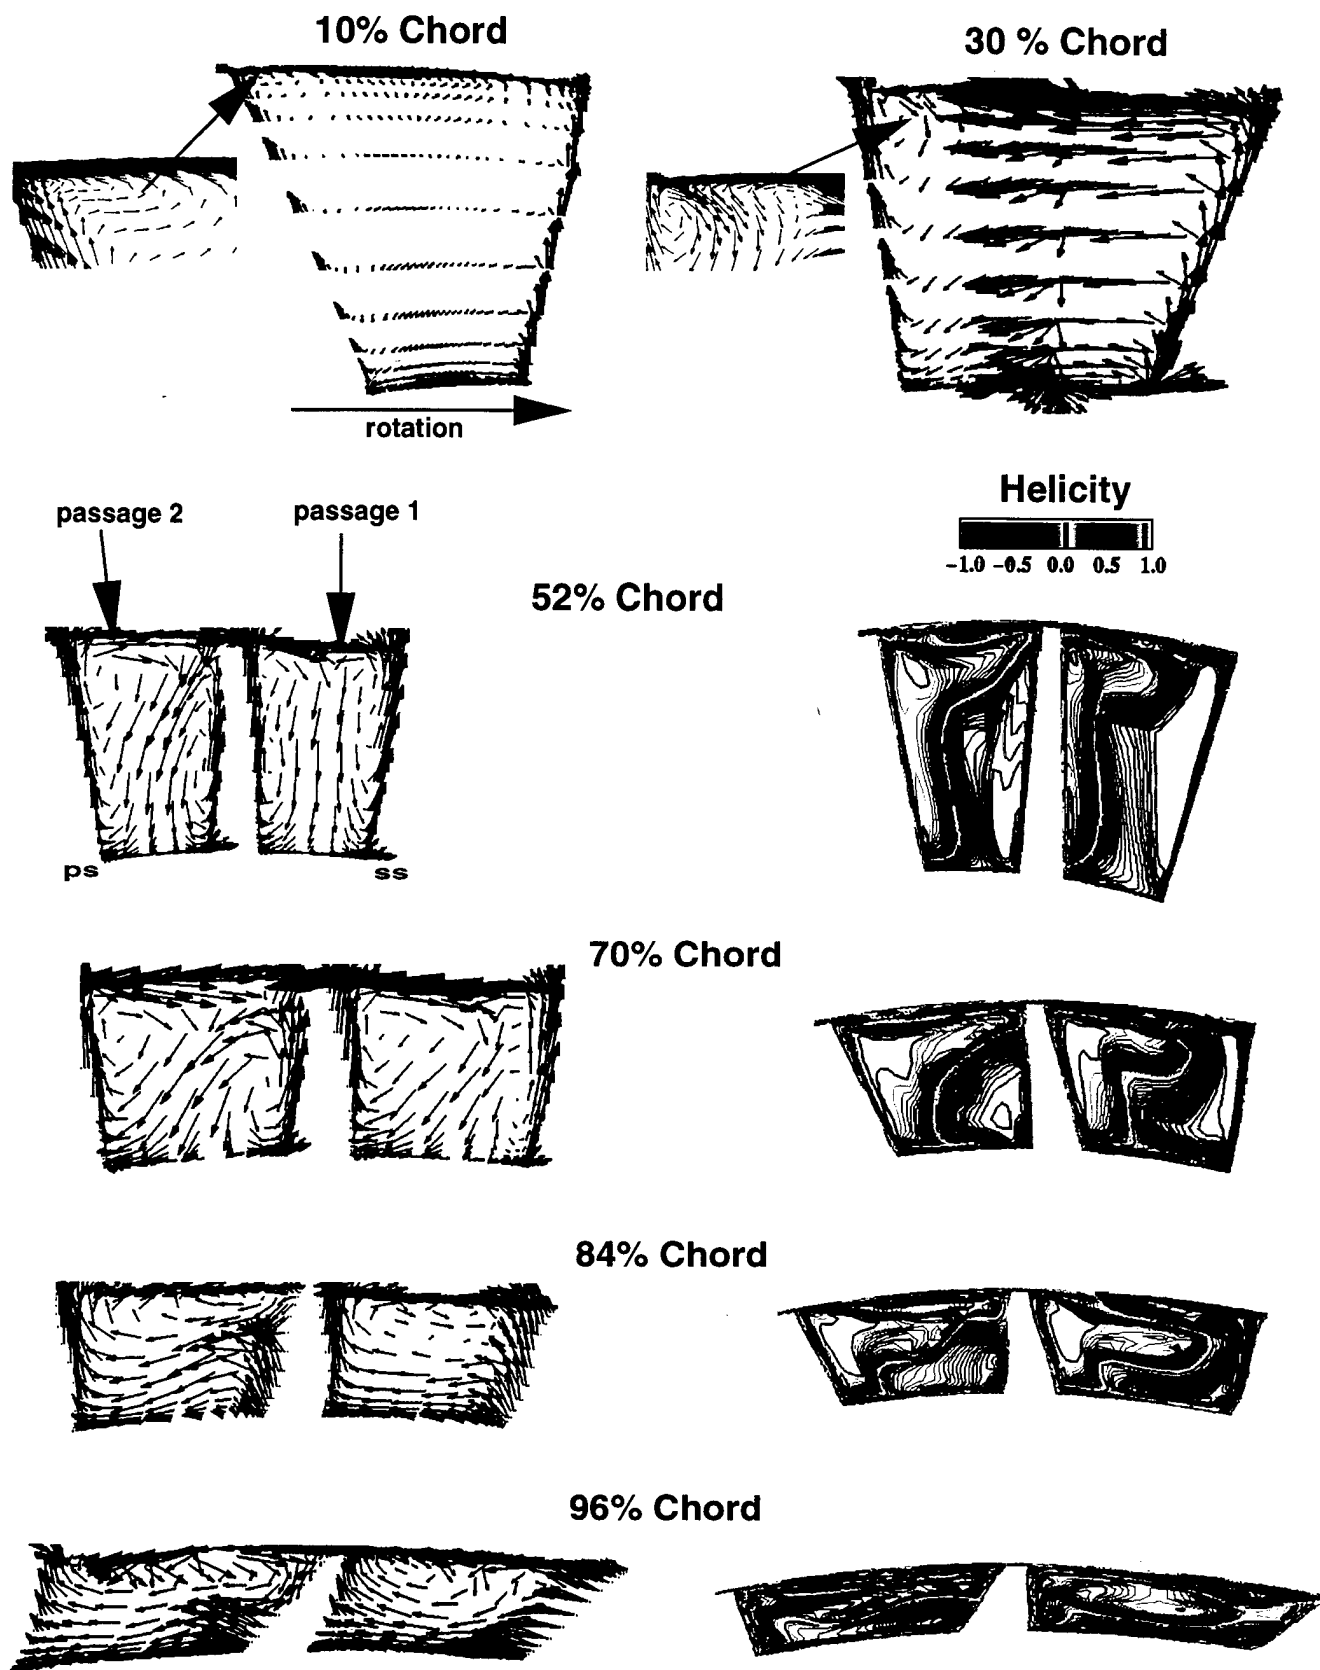 10% Chord
30 % Chord
rotation
passage 2
passage 1
Helicity
-1.0 -0.5 0.0 0.5 1.0
52% Chord
ps
ss
70% Chord
84% Chord
96% Chord